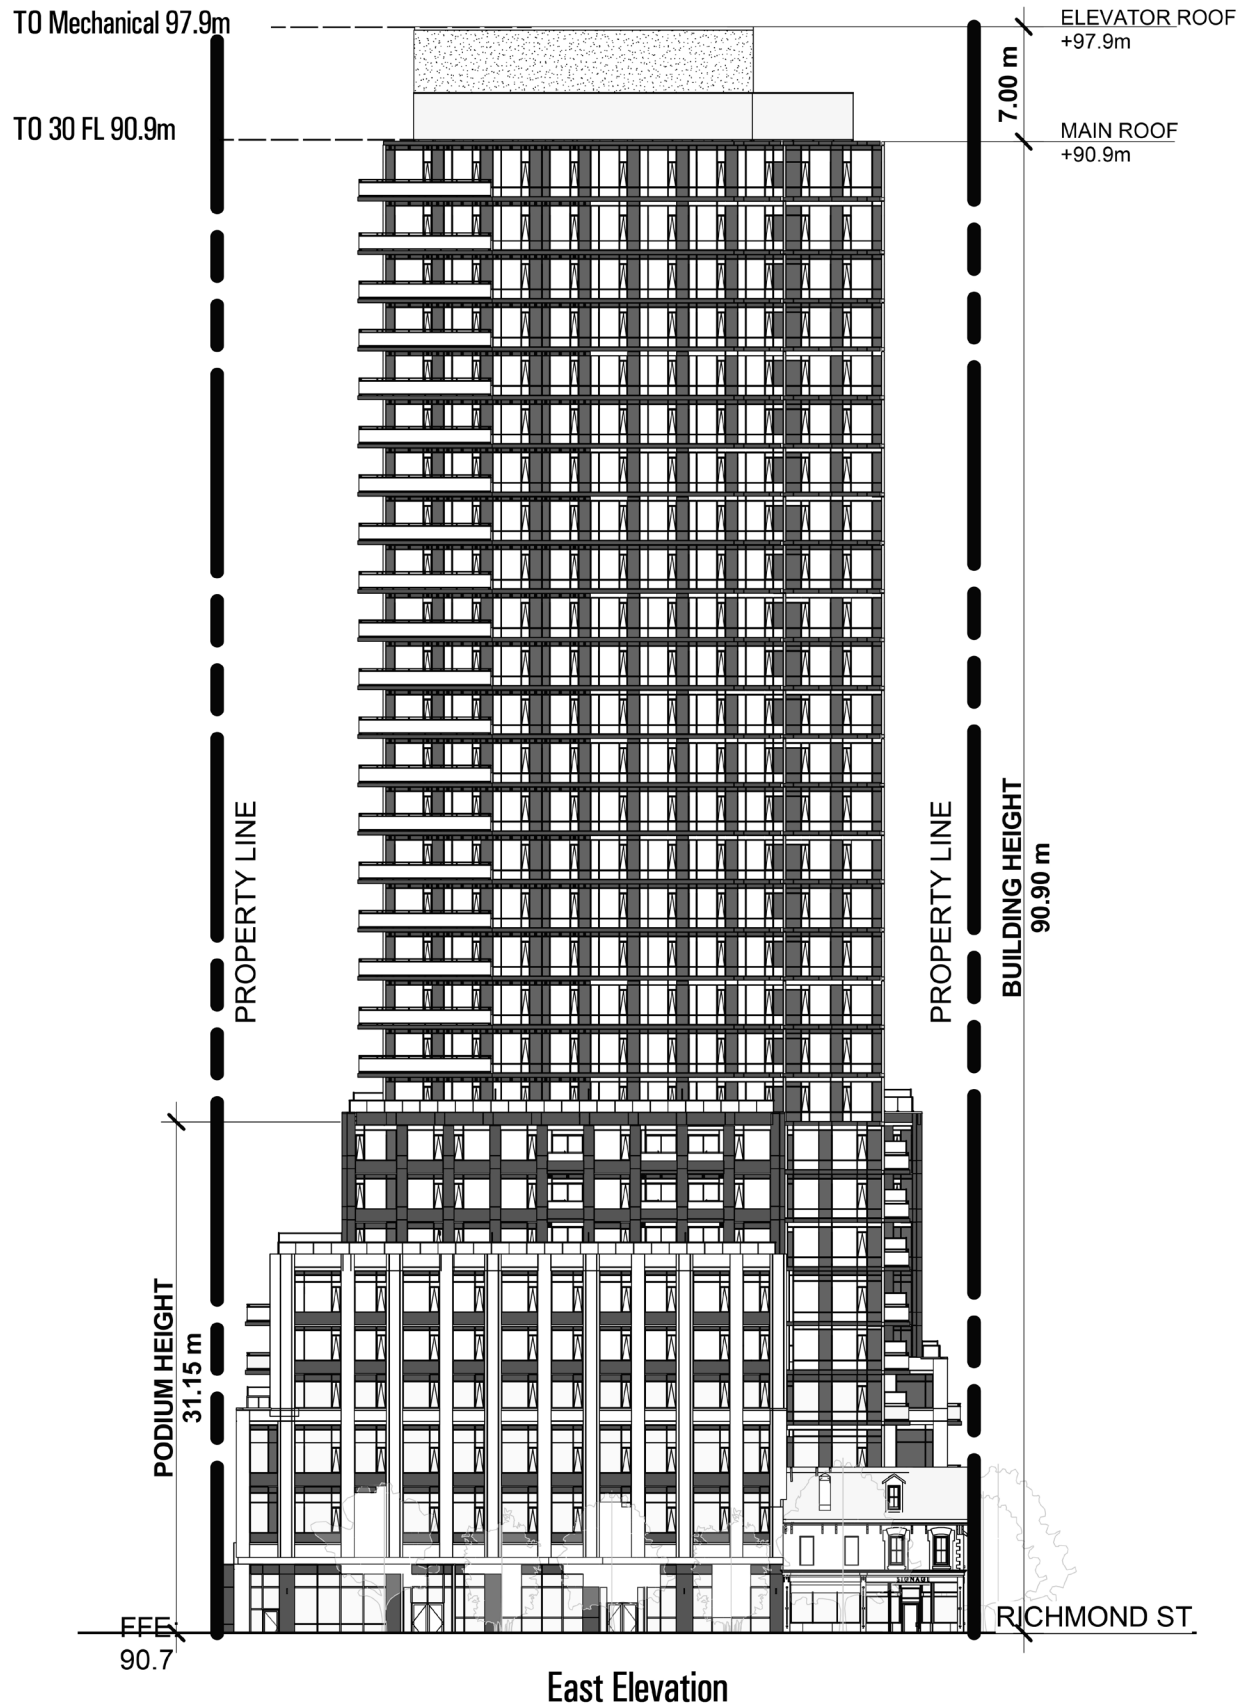 TO Mechanical 97.9m
ELEVATOR ROOF
+97.9m
7.00 m
TO 30 FL 90.9m
MAIN ROOF
+90.9m
PROPERTY LINE
PROPERTY LINE
BUILDING HEIGHT
90.90 m
PODIUM HEIGHT
31.15 m
SIGNAGE
FFE:
90.7
RICHMOND ST
East Elevation